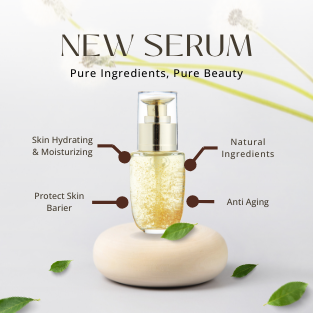 NEW SERUM
Pure Ingredients, Pure Beauty
Skin Hydrating
& Moisturizing
Natural
Ingredients
Protect Skin
Barier
Anti Aging